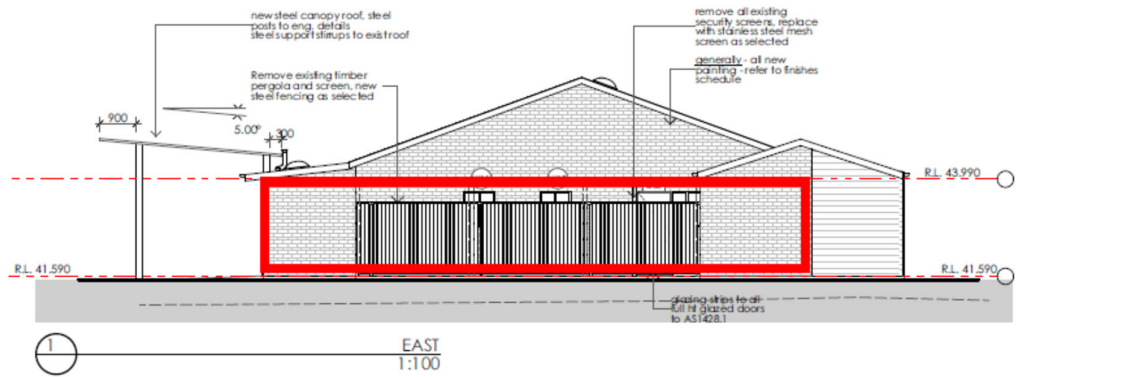 new steel canopy roof, steel
posts to eng. details
steel support stirrups to exist roof
remove all existing
security screens, replace
with stainless steel mesh
screen as selected
generally - all new
painting - refer to finishes
schedule
Remove existing timber
pergola and screen, new
steel fencing as selected
900
5.00°
300
R.L. 43.990
R.L. 41.590
R.L. 41.590
glazing strips to all
full ht glazed doors
to AS1428.1
1
EAST
1:100